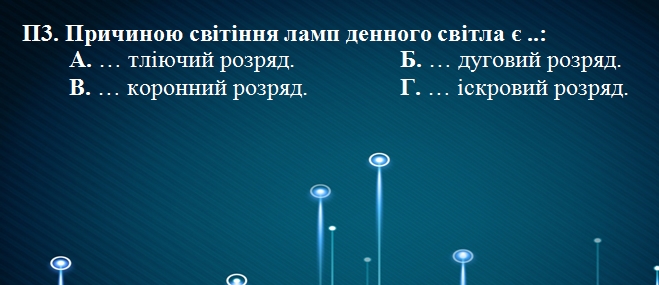 П3. Причиною світіння ламп денного світла є ..:
А. … тліючий розряд. Б. … дуговий розряд.
В. … коронний розряд. Г. … іскровий розряд.